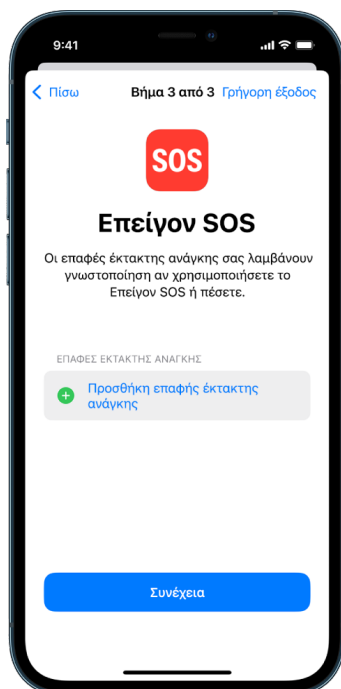 9:41
Πίσω Βήμα 3 από 3 Γρήγορη έξοδος
SOS
Επείγον SOS
Οι επαφές έκτακτης ανάγκης σας λαμβάνουν
γνωστοποίηση αν χρησιμοποιήσετε το
Επείγον SOS ή πέσετε.
ΕΠΑΦΕΣ ΕΚΤΑΚΤΗΣ ΑΝΑΓΚΗΣ
Προσθήκη επαφής έκτακτης
ανάγκης
Συνέχεια